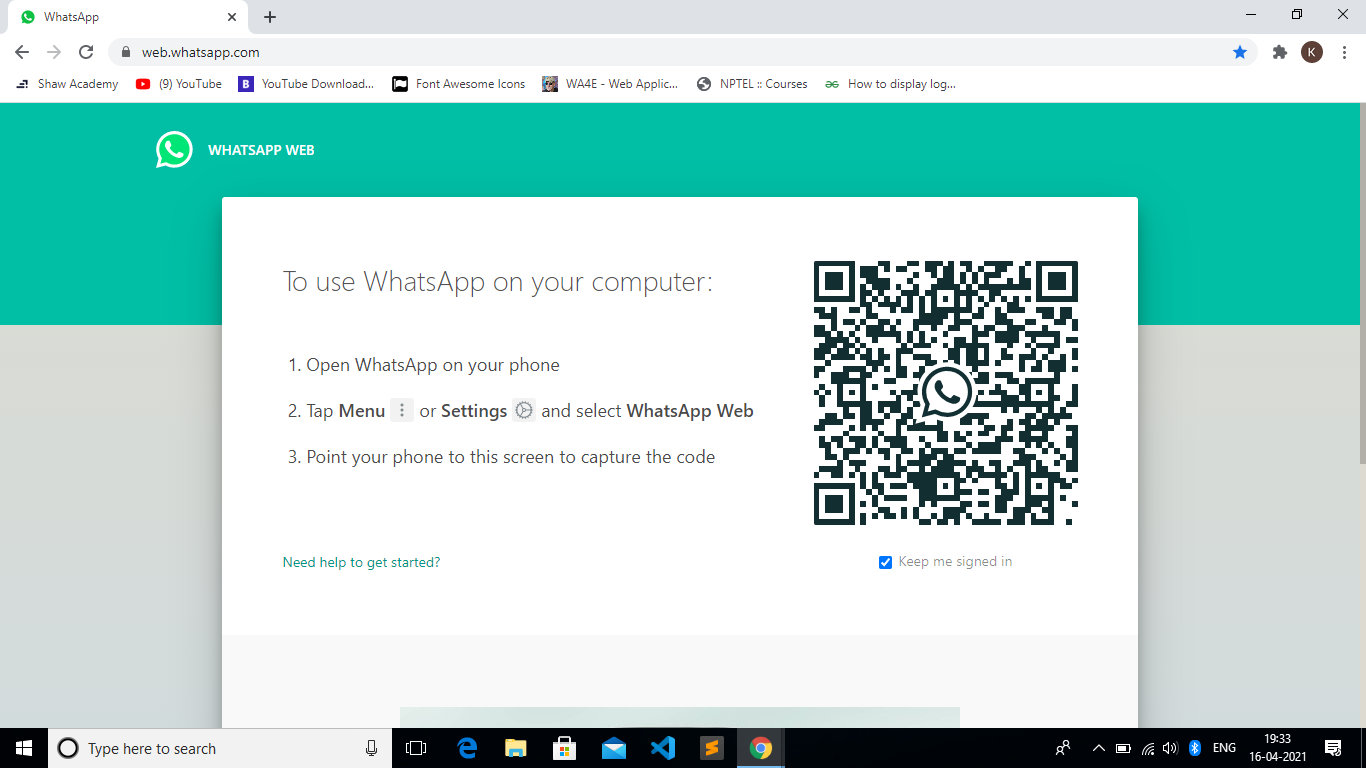 WhatsApp
web.whatsapp.com
K
Shaw Academy
(9) YouTube
B
YouTube Download...
Font Awesome Icons
WA4E - Web Applic...
NPTEL :: Courses
How to display log...
WHATSAPP WEB
To use WhatsApp on your computer:
1. Open WhatsApp on your phone
2. Tap Menu or Settings and select WhatsApp Web
3. Point your phone to this screen to capture the code
Need help to get started?
Keep me signed in
Type here to search
ENG
19:33
16-04-2021